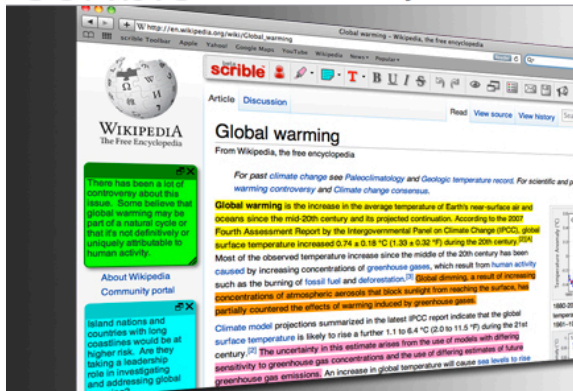 Global warming – Wikipedia, the free encyclopedia
W http://en.wikipedia.org/wiki/Global_warming
scrible Toolbar Apple Yahoo! Google Maps YouTube Wikipedia News Popular
beta
scrible T B U I S
Article Discussion
Read View source View history
WIKIPEDIA
The Free Encyclopedia
Global warming
From Wikipedia, the free encyclopedia
For past climate change see Paleoclimatology and Geologic temperature record. For scientific and
warming controversy and Climate change consensus.
Global warming is the increase in the average temperature of Earth's near-surface air and
oceans since the mid-20th century and its projected continuation. According to the 2007
Fourth Assessment Report by the Intergovernmental Panel on Climate Change (IPCC), global
surface temperature increased 0.74 ± 0.18 °C (1.33 ± 0.32 °F) during the 20th century.[2][A]
Most of the observed temperature increase since the middle of the 20th century has been
caused by increasing concentrations of greenhouse gases, which result from human activity
such as the burning of fossil fuel and deforestation.[3] Global dimming, a result of increasing
concentrations of atmospheric aerosols that block sunlight from reaching the surface, has
partially countered the effects of warming induced by greenhouse gases.
Climate model projections summarized in the latest IPCC report indicate that the global
surface temperature is likely to rise a further 1.1 to 6.4 °C (2.0 to 11.5 °F) during the 21st
century.[2] The uncertainty in this estimate arises from the use of models with differing
sensitivity to greenhouse gas concentrations and the use of differing estimates of future
greenhouse gas emissions. An increase in global temperature will cause sea levels to rise
There has been a lot of
controversy about this
issue. Some believe that
global warming may be
part of a natural cycle or
that it's not definitively or
uniquely attributable to
human activity.
About Wikipedia
Community portal
Island nations and
countries with long
coastlines would be at
higher risk. Are they
taking a leadership
role in investigating
and addressing global
Temperature Anomaly (°C)